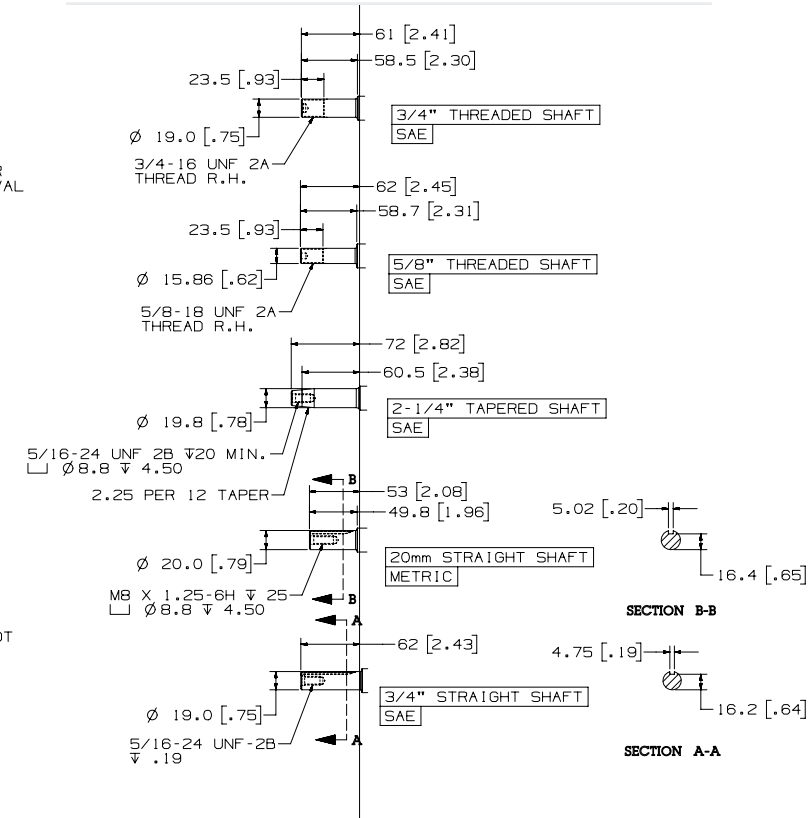 61 [2.41]
58.5 [2.30]
23.5 [.93]
3/4" THREADED SHAFT
SAE
Ø 19.0 [.75]
3/4-16 UNF 2A
THREAD R.H.
R
/AL
62 [2.45]
58.7 [2.31]
23.5 [.93]
5/8" THREADED SHAFT
SAE
Ø 15.86 [.62]
5/8-18 UNF 2A
THREAD R.H.
72 [2.82]
60.5 [2.38]
2-1/4" TAPERED SHAFT
SAE
Ø 19.8 [.78]
5/16-24 UNF 2B ↧20 MIN.
⌴ Ø8.8 ↧ 4.50
2.25 PER 12 TAPER
B
53 [2.08]
49.8 [1.96]
20mm STRAIGHT SHAFT
METRIC
Ø 20.0 [.79]
M8 X 1.25-6H ↧ 25
⌴ Ø8.8 ↧ 4.50
B
5.02 [.20]
16.4 [.65]
SECTION B-B
A
OT
62 [2.43]
3/4" STRAIGHT SHAFT
SAE
Ø 19.0 [.75]
5/16-24 UNF-2B
↧ .19
A
4.75 [.19]
16.2 [.64]
SECTION A-A